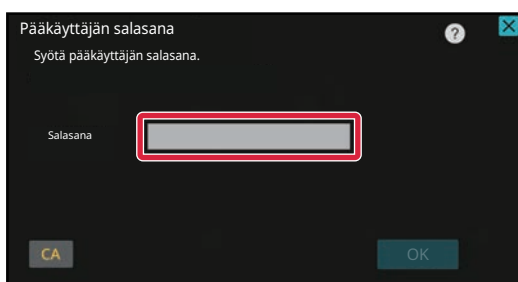 Pääkäyttäjän salasana
?
Syötä pääkäyttäjän salasana.
Salasana
CA
OK